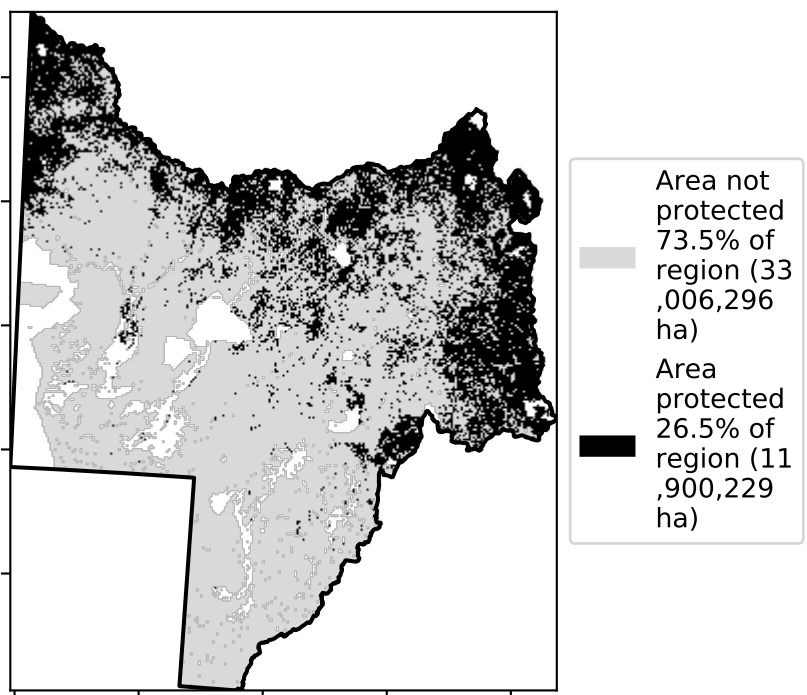 Area not
protected
73.5% of
region (33
,006,296
ha)
Area
protected
26.5% of
region (11
,900,229
ha)